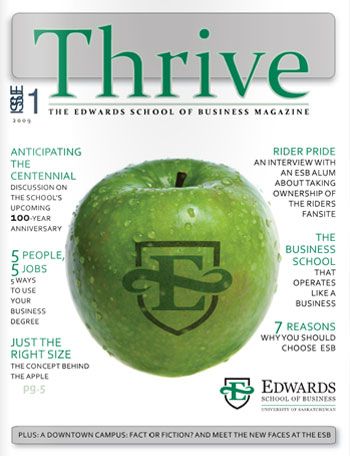 Thrive
ISSUE 1
2009
THE EDWARDS SCHOOL OF BUSINESS MAGAZINE
ANTICIPATING
THE
CENTENNIAL
DISCUSSION ON
THE SCHOOL'S
UPCOMING
100-YEAR
ANNIVERSARY
5 PEOPLE,
5 JOBS
5 WAYS
TO USE
YOUR
BUSINESS
DEGREE
JUST THE
RIGHT SIZE
THE CONCEPT BEHIND
THE APPLE
pg.5
RIDER PRIDE
AN INTERVIEW WITH
AN ESB ALUM
ABOUT TAKING
OWNERSHIP OF
THE RIDERS
FANSITE
THE
BUSINESS
SCHOOL
THAT
OPERATES
LIKE A
BUSINESS
7 REASONS
WHY YOU SHOULD
CHOOSE ESB
E
E
EDWARDS
SCHOOL OF BUSINESS
UNIVERSITY OF SASKATCHEWAN
PLUS: A DOWNTOWN CAMPUS: FACT OR FICTION? AND MEET THE NEW FACES AT THE ESB